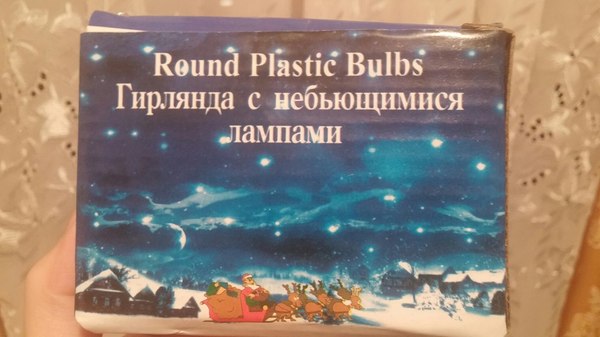 Round Plastic Bulbs
Гирлянда с небьющимися
лампами